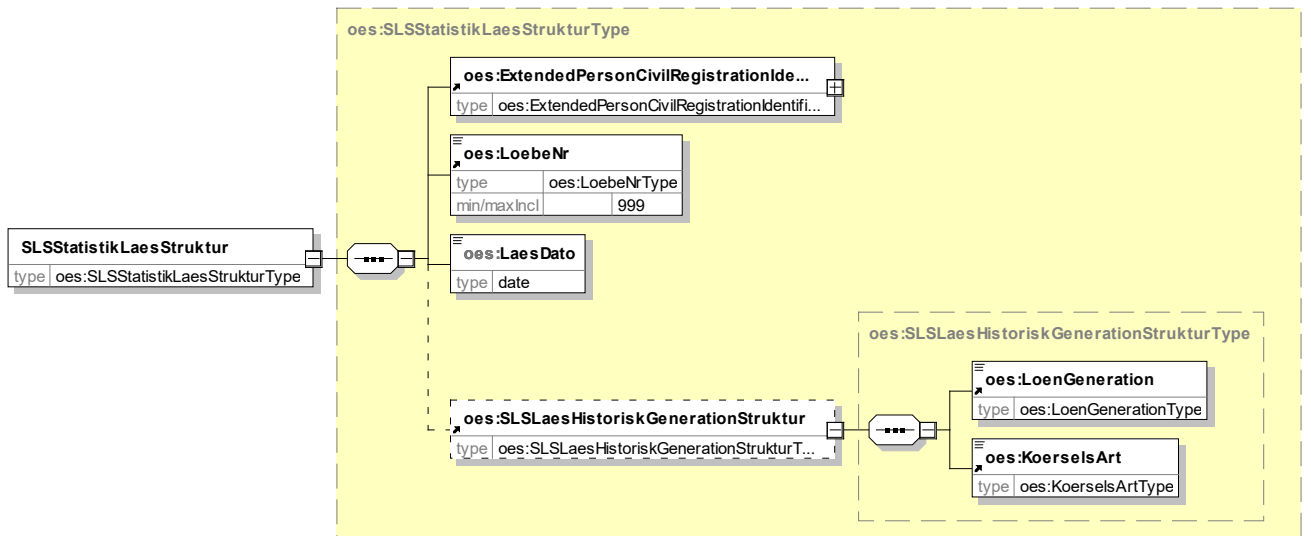 oes:SLSStatistikLaesStrukturType
oes:ExtendedPersonCivilRegistrationIde...
type oes:ExtendedPersonCivilRegistrationIdentifi...
oes:LoebeNr
type oes:LoebeNrType
min/maxIncl 999
SLSStatistikLaesStruktur
type oes:SLSStatistikLaesStrukturType
oes:LaesDato
type date
oes:SLSLaesHistoriskGenerationStruktur
type oes:SLSLaesHistoriskGenerationStrukturT...
oes:SLSLaesHistoriskGenerationStrukturType
oes:LoenGeneration
type oes:LoenGenerationType
oes:KoerselsArt
type oes:KoerselsArtType